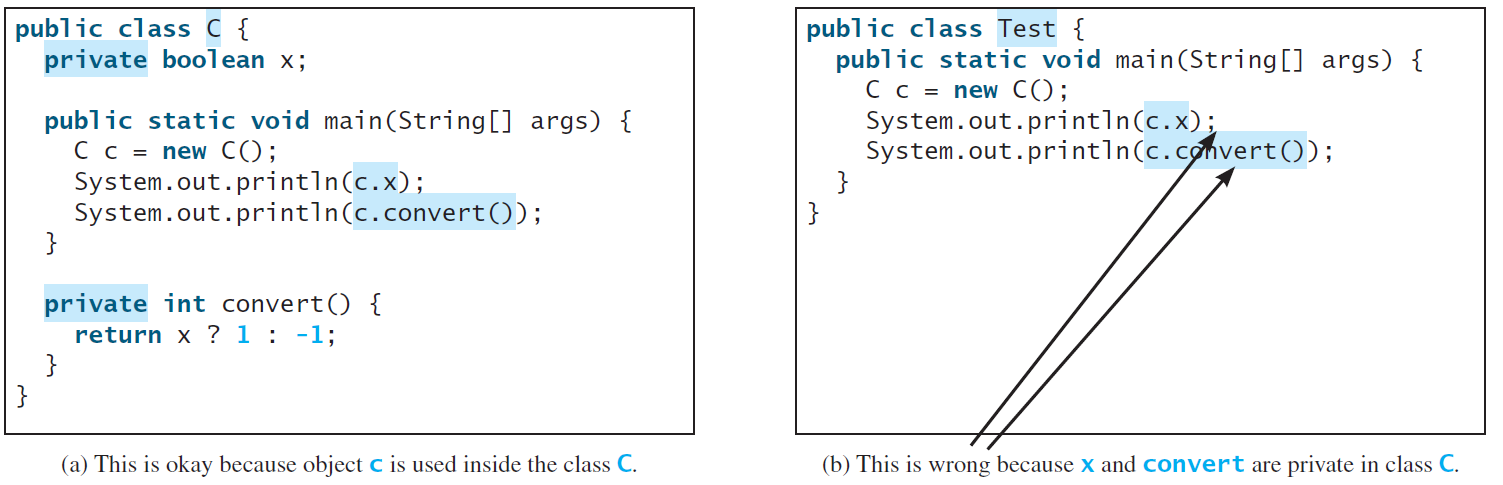 public class C {
private boolean x;
public static void main(String[] args) {
C c = new C();
System.out.println(c.x);
System.out.println(c.convert());
}
private int convert() {
return x ? 1 : -1;
}
}
(a) This is okay because object c is used inside the class C.
public class Test {
public static void main(String[] args) {
C c = new C();
System.out.println(c.x);
System.out.println(c.convert());
}
}
(b) This is wrong because x and convert are private in class C.